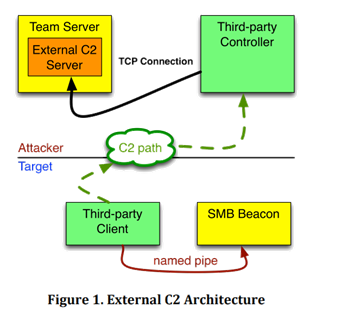 Team Server
External C2
Server
TCP Connection
Third-party
Controller
Attacker
Target
C2 path
Third-party
Client
SMB Beacon
named pipe
Figure 1. External C2 Architecture